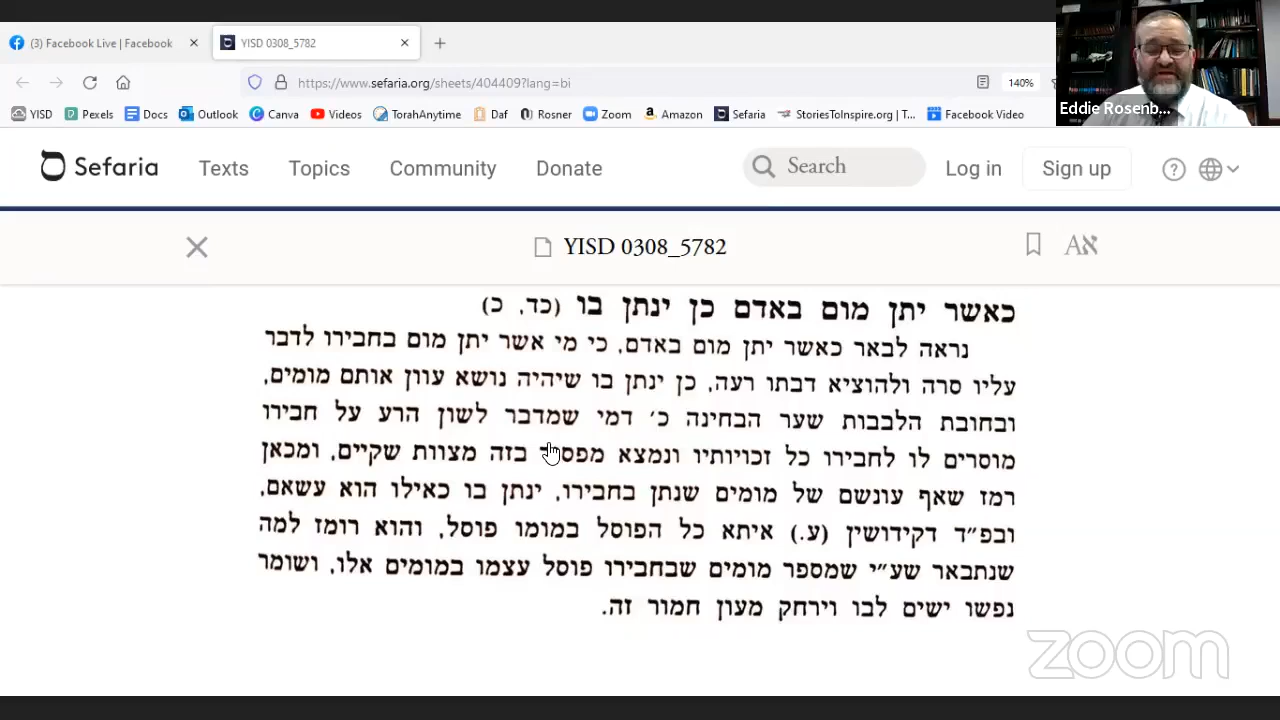 (3) Facebook Live | Facebook
YISD 0308_5782
https://www.sefaria.org/sheets/404409?lang=bi
140%
YISD Pexels Docs Outlook Canva Videos TorahAnytime Daf Rosner Zoom Amazon Sefaria StoriesToInspire.org | T... Facebook Video
Eddie Rosenb...
Sefaria Texts Topics Community Donate Search Log in Sign up
YISD 0308_5782
Aא
כאשר יתן מום באדם כן ינתן בו (כד, כ)
נראה לבאר כאשר יתן מום באדם, כי מי אשר יתן מום בחבירו לדבר
עליו סרה ולהוציא דבתו רעה, כן ינתן בו שיהיה נושא עוון אותם מומים,
ובחובת הלבבות שער הבחינה כ׳ דמי שמדבר לשון הרע על חבירו
מוסרים לו לחבירו כל זכויותיו ונמצא בזה מצוות שקיים, ומכאן
רמז שאף עונשם של מומים שנתן בחבירו, ינתן בו כאילו הוא עשאם,
ובפ״ד דקידושין (ע.) איתא כל הפוסל במומו פוסל, והוא רומז למה
שנתבאר שע״י שמספר מומים שבחבירו פוסל עצמו במומים אלו, ושומר
נפשו ישים לבו וירחק מעון חמור זה.
zoom